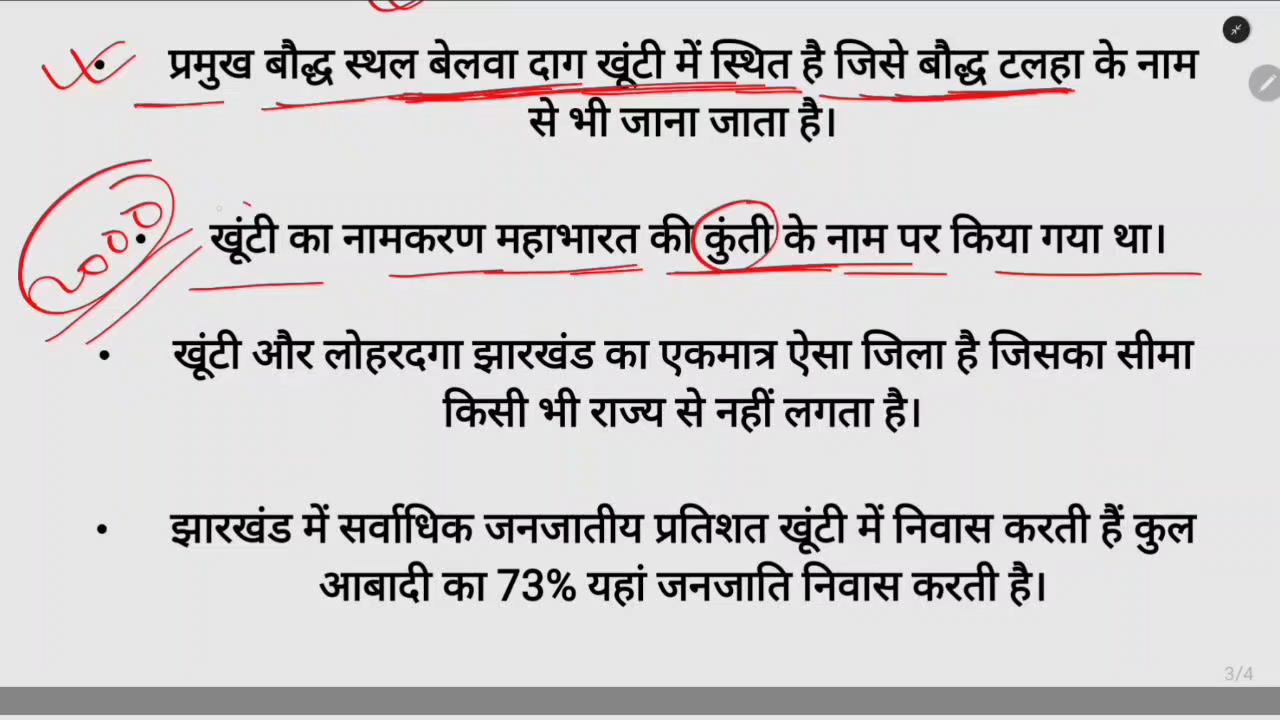 • प्रमुख बौद्ध स्थल बेलवा दाग खूंटी में स्थित है जिसे बौद्ध टलहा के नाम
से भी जाना जाता है।
2000
• खूंटी का नामकरण महाभारत की कुंती के नाम पर किया गया था।
• खूंटी और लोहरदगा झारखंड का एकमात्र ऐसा जिला है जिसका सीमा
किसी भी राज्य से नहीं लगता है।
• झारखंड में सर्वाधिक जनजातीय प्रतिशत खूंटी में निवास करती हैं कुल
आबादी का 73% यहां जनजाति निवास करती है।
3/4